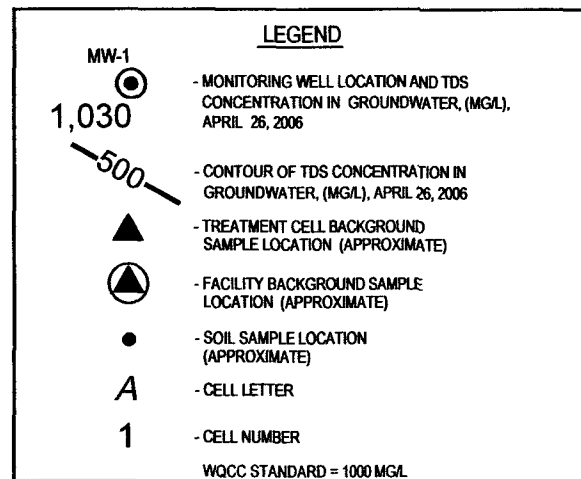 LEGEND
MW-1
- MONITORING WELL LOCATION AND TDS
CONCENTRATION IN GROUNDWATER, (MG/L),
APRIL 26, 2006
1,030
500
- CONTOUR OF TDS CONCENTRATION IN
GROUNDWATER, (MG/L), APRIL 26, 2006
- TREATMENT CELL BACKGROUND
SAMPLE LOCATION (APPROXIMATE)
- FACILITY BACKGROUND SAMPLE
LOCATION (APPROXIMATE)
- SOIL SAMPLE LOCATION
(APPROXIMATE)
A - CELL LETTER
1 - CELL NUMBER
WQCC STANDARD = 1000 MG/L